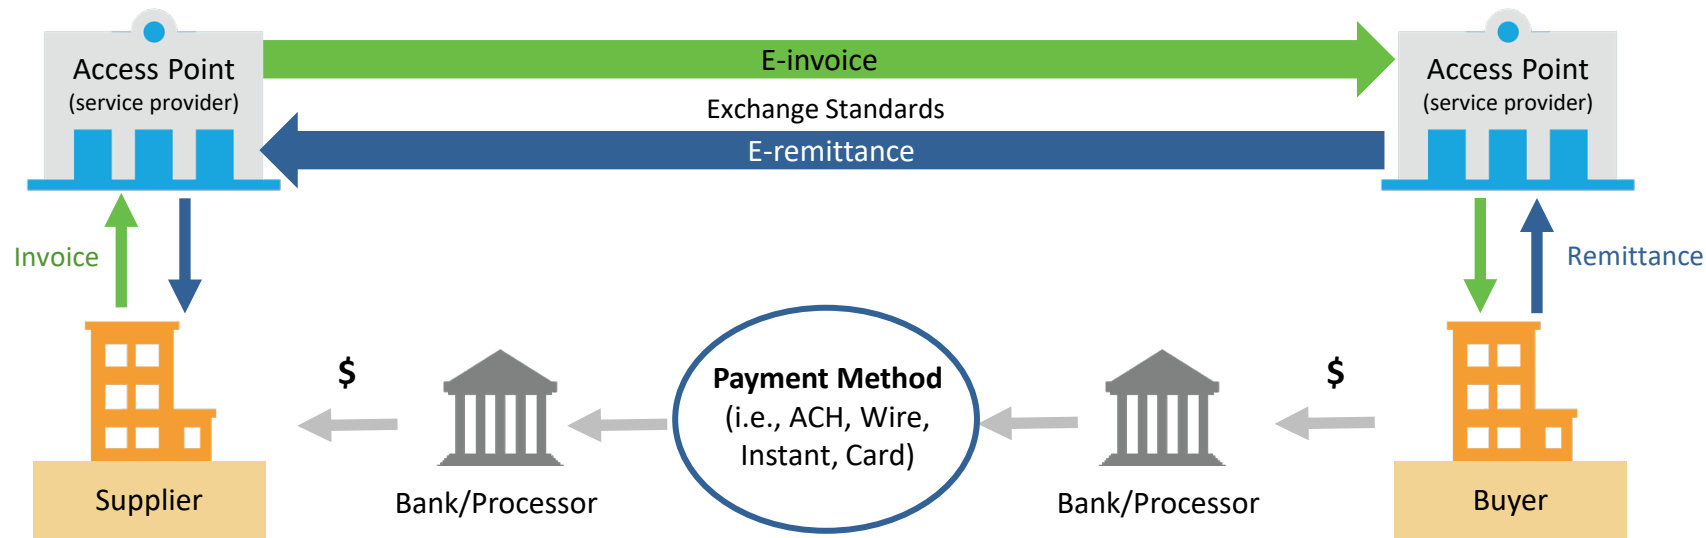 Access Point
(service provider)
E-invoice
Access Point
(service provider)
Exchange Standards
E-remittance
Invoice
Remittance
$
Payment Method
(i.e., ACH, Wire,
Instant, Card)
$
Supplier
Bank/Processor
Bank/Processor
Buyer